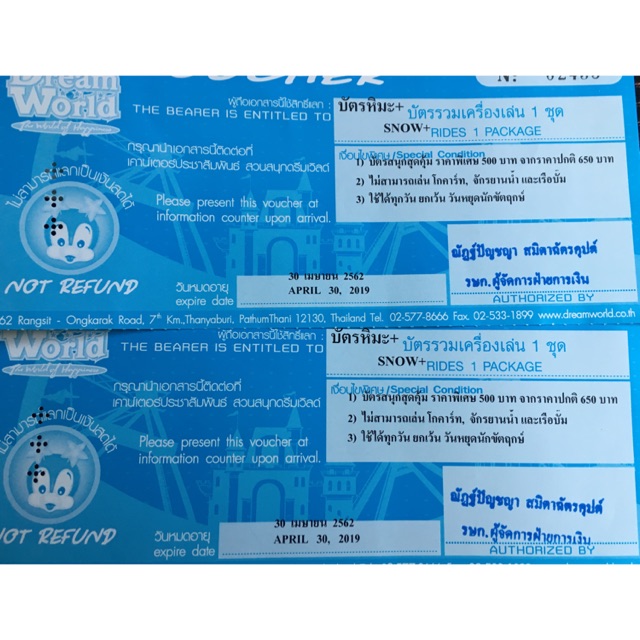 Dream World
The World of Happiness
VOUCHER
No
ผู้ถือเอกสารนี้ใช้สิทธิ์แลก :
THE BEARER IS ENTITLED TO
บัตรหิมะ+
บัตรรวมเครื่องเล่น 1 ชุด
SNOW+ RIDES 1 PACKAGE
กรุณานำเอกสารนี้ติดต่อที่
เคาน์เตอร์ประชาสัมพันธ์ สวนสนุกดรีมเวิลด์
Please present this voucher at
information counter upon arrival.
เงื่อนไขพิเศษ/Special Condition
1) บัตรสนุกสุดคุ้ม ราคาพิเศษ 500 บาท จากราคาปกติ 650 บาท
2) ไม่สามารถเล่น โกคาร์ท, จักรยานน้ำ และเรือบั๊ม
3) ใช้ได้ทุกวัน ยกเว้น วันหยุดนักขัตฤกษ์
ไม่สามารถแลกเป็นเงินสดได้
NOT REFUND
วันหมดอายุ
expire date
30 เมษายน 2562
APRIL 30, 2019
ณัฏฐ์ปัญชญา สมิตาฉัตรคุปต์
รษก.ผู้จัดการฝ่ายการเงิน
AUTHORIZED BY
62 Rangsit - Ongkarak Road, 7th Km.,Thanyaburi, PathumThani 12130, Thailand Tel. 02-577-8666 Fax. 02-533-1899 www.dreamworld.co.th
World
The World of Happiness
ผู้ถือเอกสารนี้ใช้สิทธิ์แลก :
THE BEARER IS ENTITLED TO
บัตรหิมะ+
บัตรรวมเครื่องเล่น 1 ชุด
SNOW+ RIDES 1 PACKAGE
กรุณานำเอกสารนี้ติดต่อที่
เคาน์เตอร์ประชาสัมพันธ์ สวนสนุกดรีมเวิลด์
Please present this voucher at
information counter upon arrival.
เงื่อนไขพิเศษ/Special Condition
1) บัตรสนุกสุดคุ้ม ราคาพิเศษ 500 บาท จากราคาปกติ 650 บาท
2) ไม่สามารถเล่น โกคาร์ท, จักรยานน้ำ และเรือบั๊ม
3) ใช้ได้ทุกวัน ยกเว้น วันหยุดนักขัตฤกษ์
ไม่สามารถแลกเป็นเงินสดได้
NOT REFUND
วันหมดอายุ
expire date
30 เมษายน 2562
APRIL 30, 2019
ณัฏฐ์ปัญชญา สมิตาฉัตรคุปต์
รษก.ผู้จัดการฝ่ายการเงิน
AUTHORIZED BY